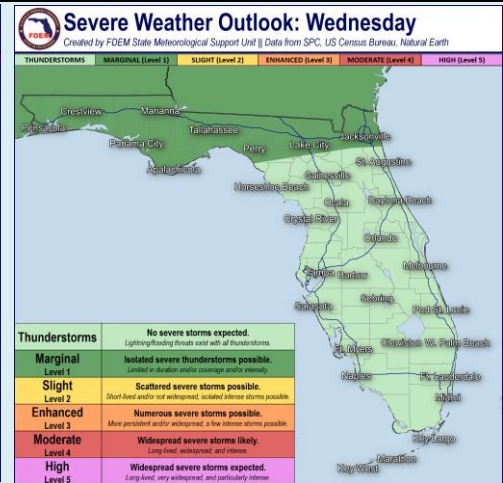 FDEM
Severe Weather Outlook: Wednesday
Created by FDEM State Meteorological Support Unit || Data from SPC, US Census Bureau, Natural Earth
THUNDERSTORMS MARGINAL (Level 1) SLIGHT (Level 2) ENHANCED (Level 3) MODERATE (Level 4) HIGH (Level 5)
Crestview Marianna
Pensacola Tallahassee Jacksonville
Panama City Perry Lake City
Apalachicola St. Augustine
Gainesville
Horseshoe Beach
Ocala Daytona Beach
Crystal River
Orlando
Tampa Bartow Melbourne
Sebring
Sarasota Port St. Lucie
Ft. Myers Clewiston W. Palm Beach
Naples Ft. Lauderdale
Miami
Key Largo
Marathon
Key West
Thunderstorms No severe storms expected.
Lightning/flooding threats exist with all thunderstorms.
Marginal Isolated severe thunderstorms possible.
Level 1 Limited in duration and/or coverage and/or intensity.
Slight Scattered severe storms possible.
Level 2 Short-lived and/or not widespread, isolated intense storms possible.
Enhanced Numerous severe storms possible.
Level 3 More persistent and/or widespread, a few intense storms possible.
Moderate Widespread severe storms likely.
Level 4 Long-lived, widespread, and intense.
High Widespread severe storms expected.
Level 5 Long-lived, very widespread, and particularly intense.